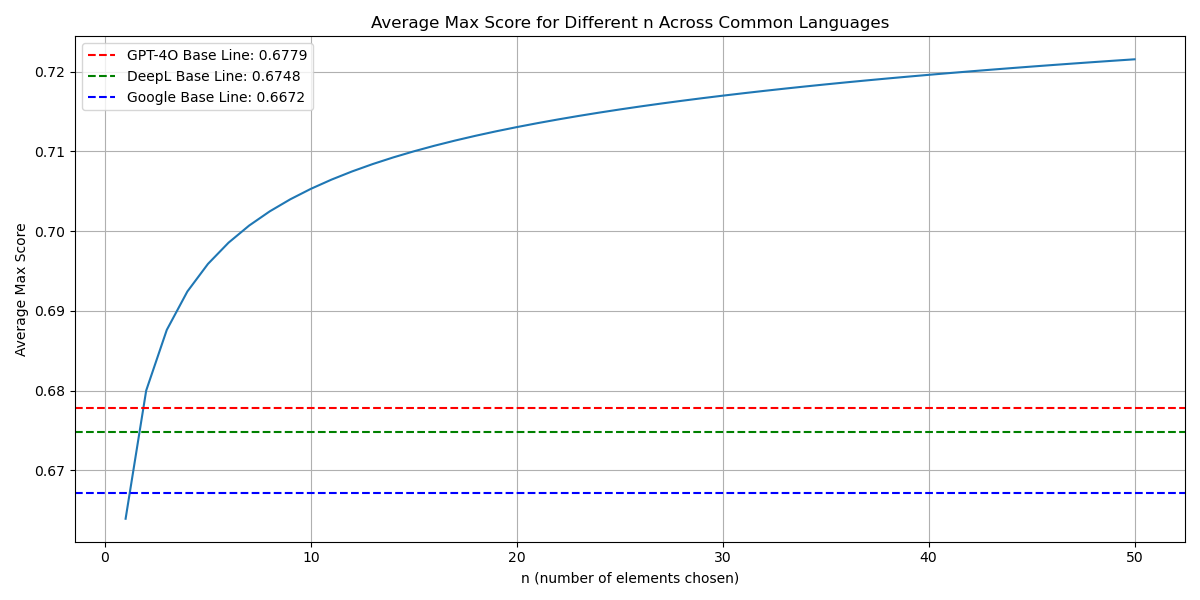 Average Max Score for Different n Across Common Languages
GPT-4O Base Line: 0.6779
DeepL Base Line: 0.6748
Google Base Line: 0.6672
Average Max Score
0.72
0.71
0.70
0.69
0.68
0.67
0 10 20 30 40 50
n (number of elements chosen)